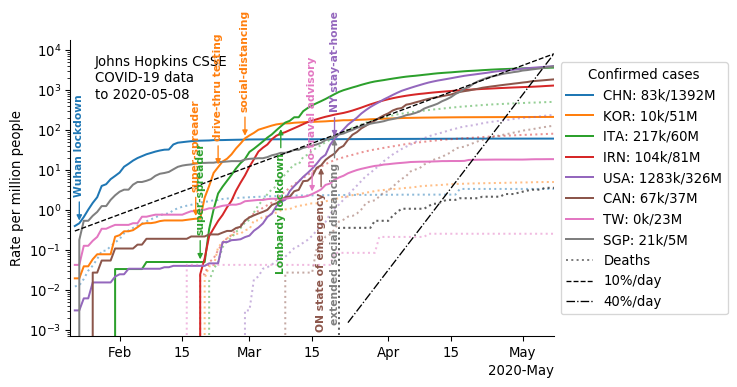 Johns Hopkins CSSE
COVID-19 data
to 2020-05-08
Rate per million people
10⁴
10³
10²
10¹
10⁰
10⁻¹
10⁻²
10⁻³
Wuhan lockdown
super-spreader
super-spreader
drive-thru testing
social-distancing
Lombardy lockdown
no-travel advisory
ON state of emergency
NY stay-at-home
extended social distancing
Feb
15
Mar
15
Apr
15
May
2020-May
Confirmed cases
CHN: 83k/1392M
KOR: 10k/51M
ITA: 217k/60M
IRN: 104k/81M
USA: 1283k/326M
CAN: 67k/37M
TW: 0k/23M
SGP: 21k/5M
Deaths
10%/day
40%/day